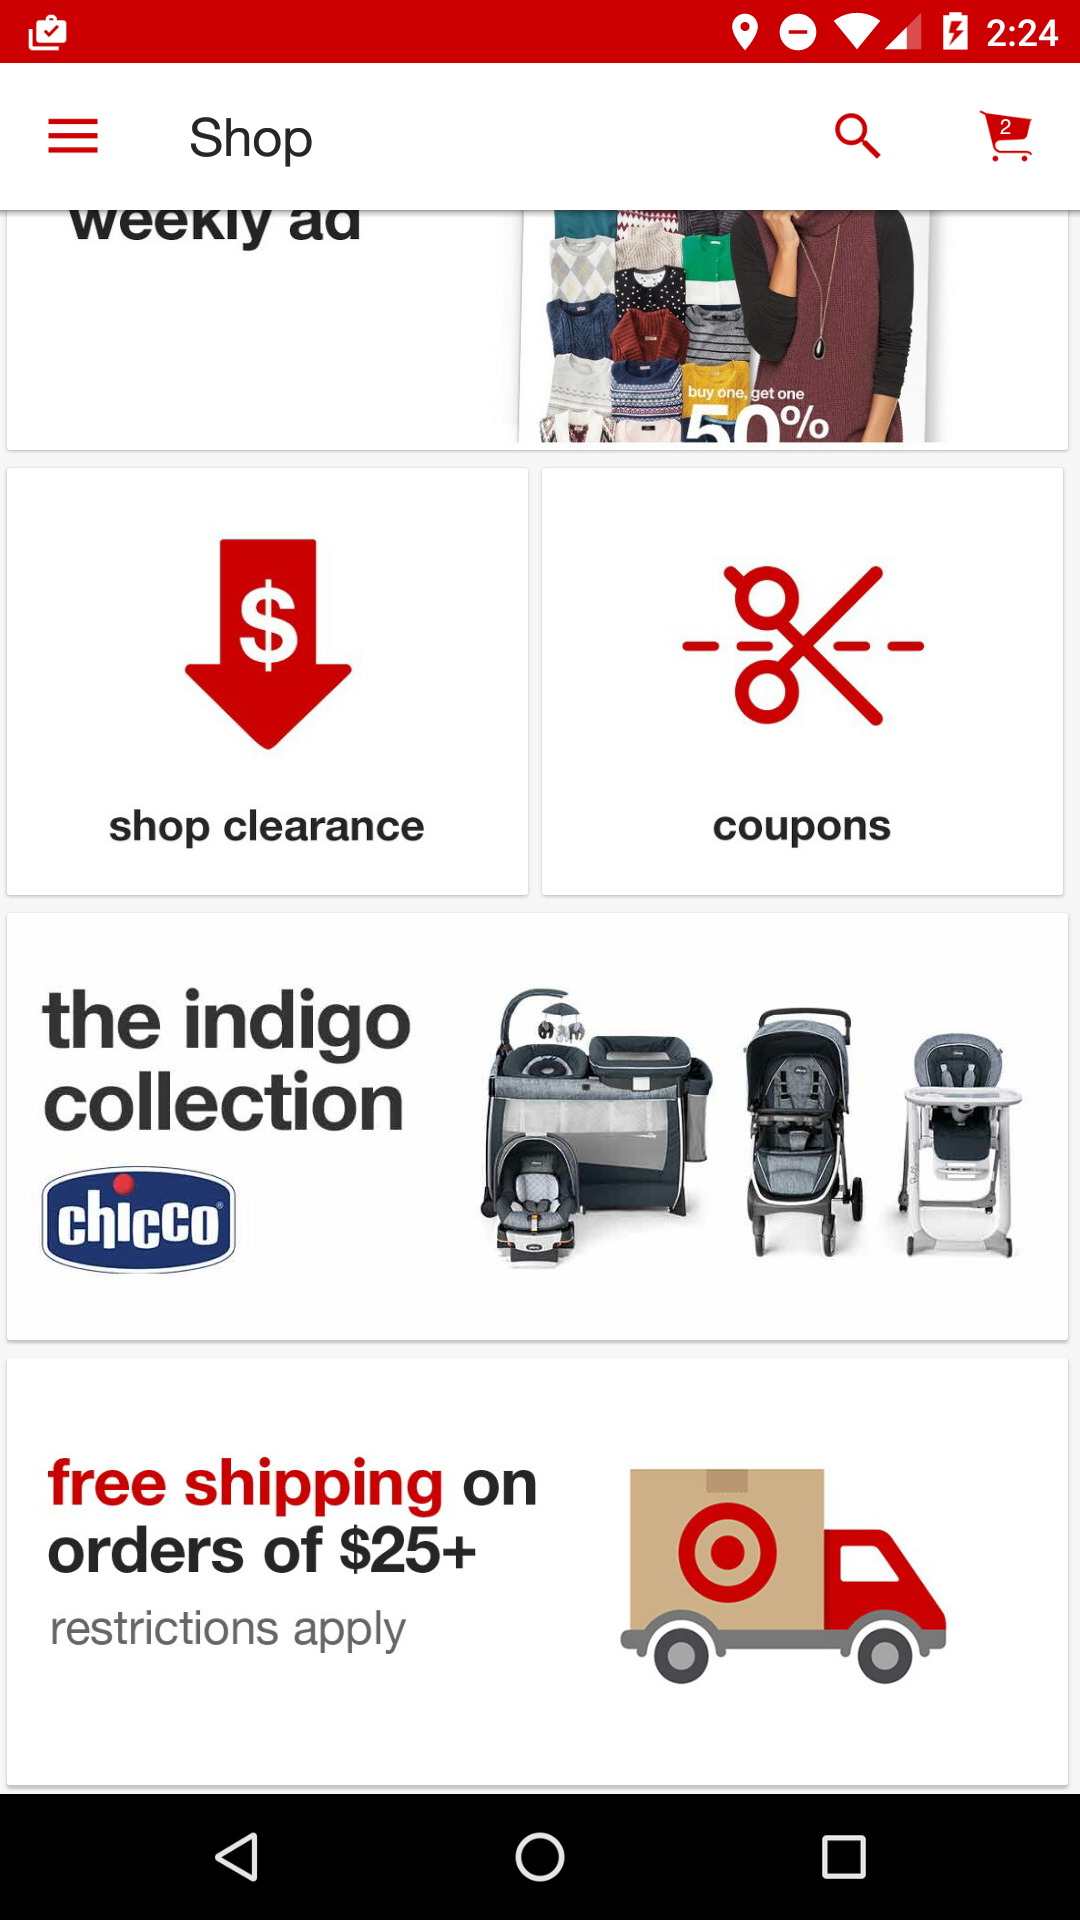 2:24
Shop
2
weekly ad
buy one, get one
50%
$
shop clearance
coupons
the indigo
collection
chicco
free shipping on
orders of $25+
restrictions apply